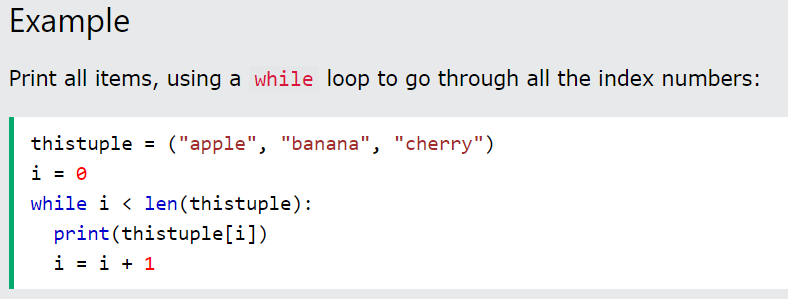 Example
Print all items, using a while loop to go through all the index numbers:
thistuple = ("apple", "banana", "cherry")
i = 0
while i < len(thistuple):
  print(thistuple[i])
  i = i + 1